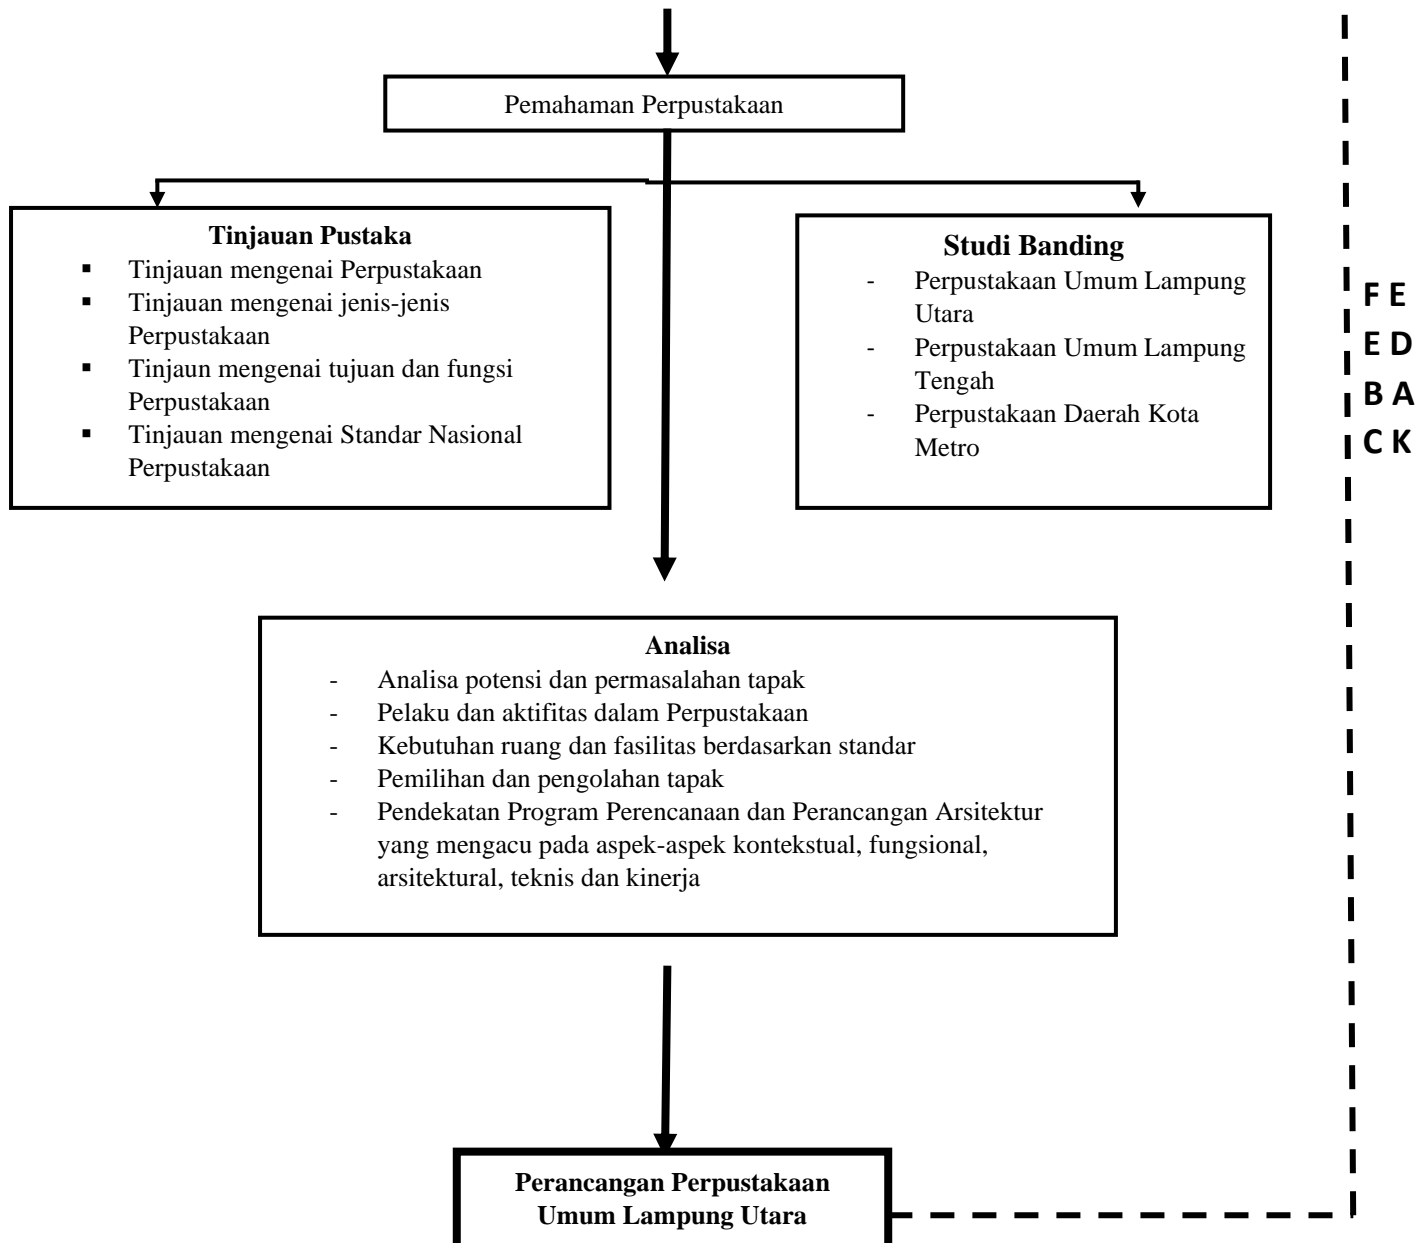 Pemahaman Perpustakaan
Tinjauan Pustaka
▪ Tinjauan mengenai Perpustakaan
▪ Tinjauan mengenai jenis-jenis
Perpustakaan
▪ Tinjaun mengenai tujuan dan fungsi
Perpustakaan
▪ Tinjauan mengenai Standar Nasional
Perpustakaan
Studi Banding
- Perpustakaan Umum Lampung
Utara
- Perpustakaan Umum Lampung
Tengah
- Perpustakaan Daerah Kota
Metro
F E
E D
B A
C K
Analisa
- Analisa potensi dan permasalahan tapak
- Pelaku dan aktifitas dalam Perpustakaan
- Kebutuhan ruang dan fasilitas berdasarkan standar
- Pemilihan dan pengolahan tapak
- Pendekatan Program Perencanaan dan Perancangan Arsitektur
yang mengacu pada aspek-aspek kontekstual, fungsional,
arsitektural, teknis dan kinerja
Perancangan Perpustakaan
Umum Lampung Utara